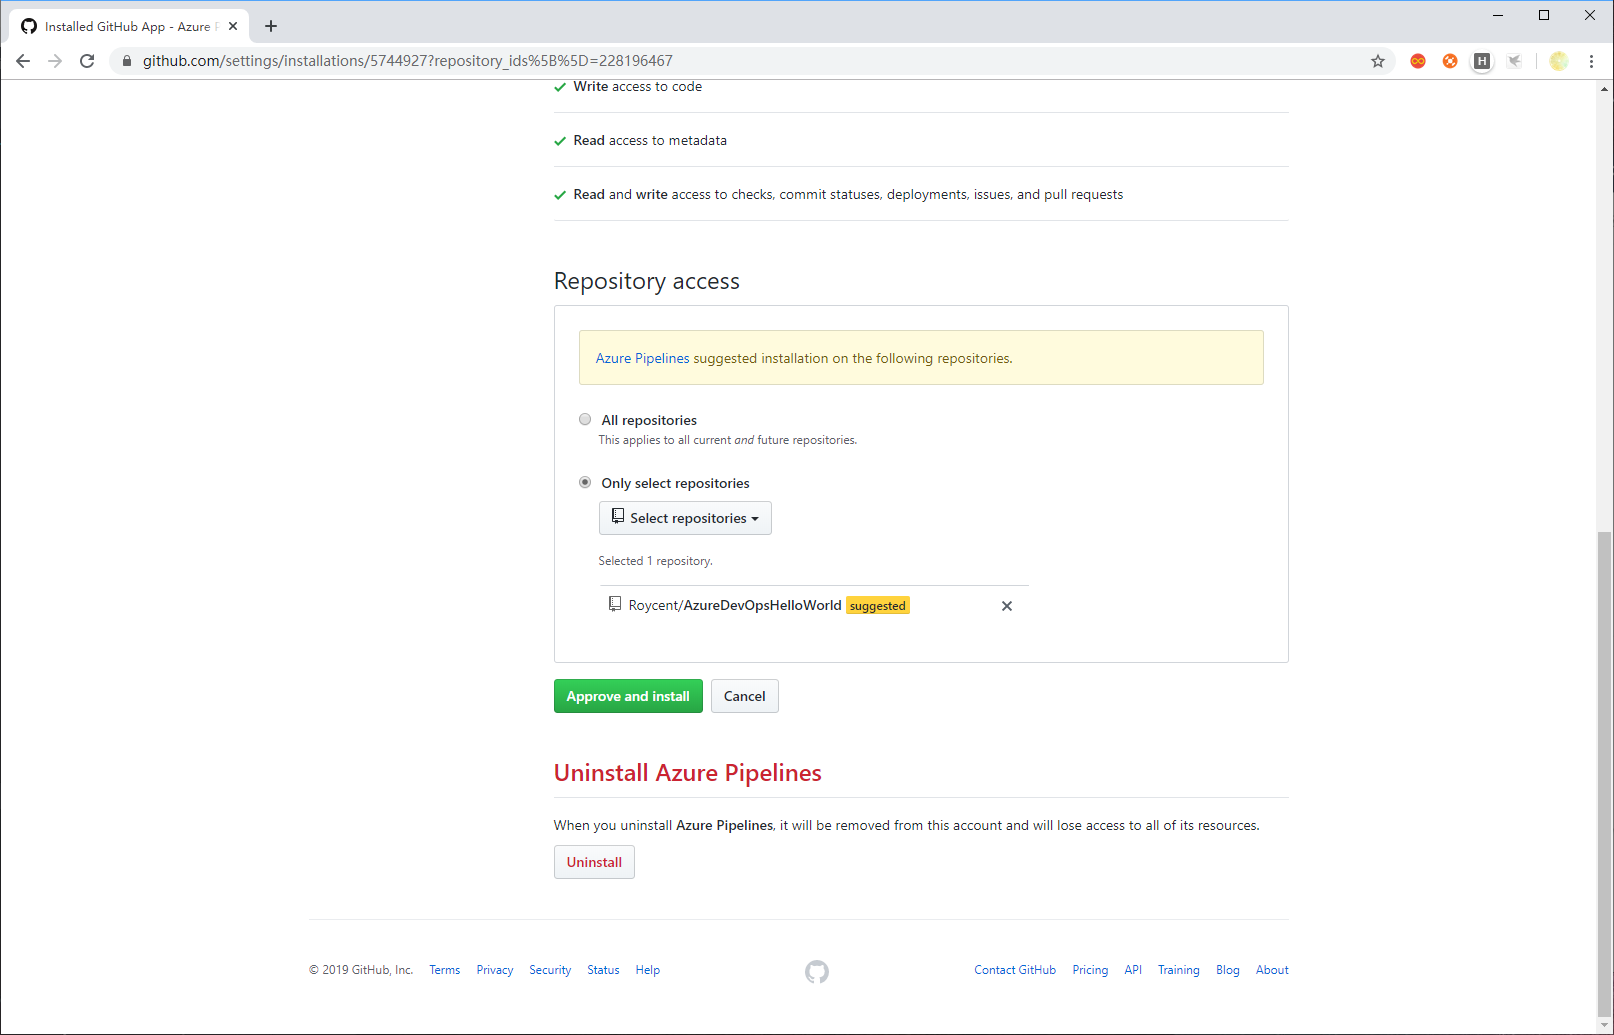 Installed GitHub App - Azure
github.com/settings/installations/5744927?repository_ids%5B%5D=228196467
H
Write access to code
Read access to metadata
Read and write access to checks, commit statuses, deployments, issues, and pull requests
Repository access
Azure Pipelines suggested installation on the following repositories.
All repositories
This applies to all current and future repositories.
Only select repositories
Select repositories
Selected 1 repository.
Roycent/AzureDevOpsHelloWorld suggested
Approve and install Cancel
Uninstall Azure Pipelines
When you uninstall Azure Pipelines, it will be removed from this account and will lose access to all of its resources.
Uninstall
© 2019 GitHub, Inc. Terms Privacy Security Status Help Contact GitHub Pricing API Training Blog About